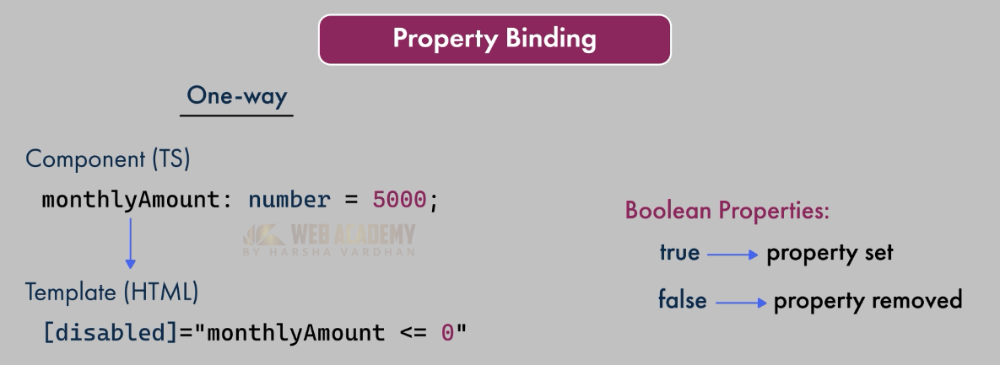 Property Binding
One-way
Component (TS)
monthlyAmount: number = 5000;
WEB ACADEMY
BY HARSHA VARDHAN
Template (HTML)
[disabled]="monthlyAmount <= 0"
Boolean Properties:
true property set
false property removed